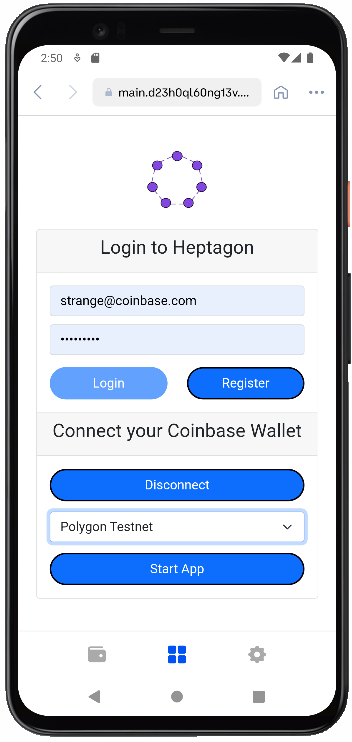 2:50
main.d23h0ql60ng13v....
Login to Heptagon
strange@coinbase.com
•••••••••
Login
Register
Connect your Coinbase Wallet
Disconnect
Polygon Testnet
Start App